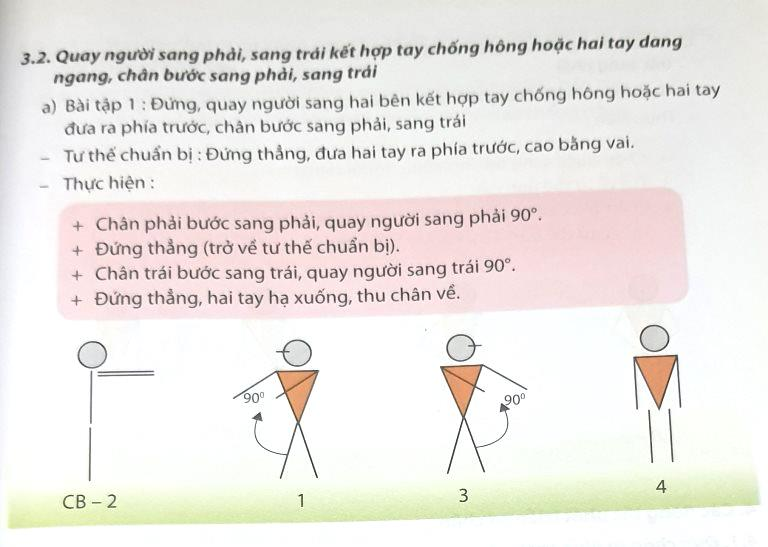 3.2. Quay người sang phải, sang trái kết hợp tay chống hông hoặc hai tay dang
ngang, chân bước sang phải, sang trái
a) Bài tập 1 : Đứng, quay người sang hai bên kết hợp tay chống hông hoặc hai tay
đưa ra phía trước, chân bước sang phải, sang trái
– Tư thế chuẩn bị : Đứng thẳng, đưa hai tay ra phía trước, cao bằng vai.
– Thực hiện :
+ Chân phải bước sang phải, quay người sang phải 90°.
+ Đứng thẳng (trở về tư thế chuẩn bị).
+ Chân trái bước sang trái, quay người sang trái 90°.
+ Đứng thẳng, hai tay hạ xuống, thu chân về.
90⁰ 90⁰
CB – 2 1 3 4